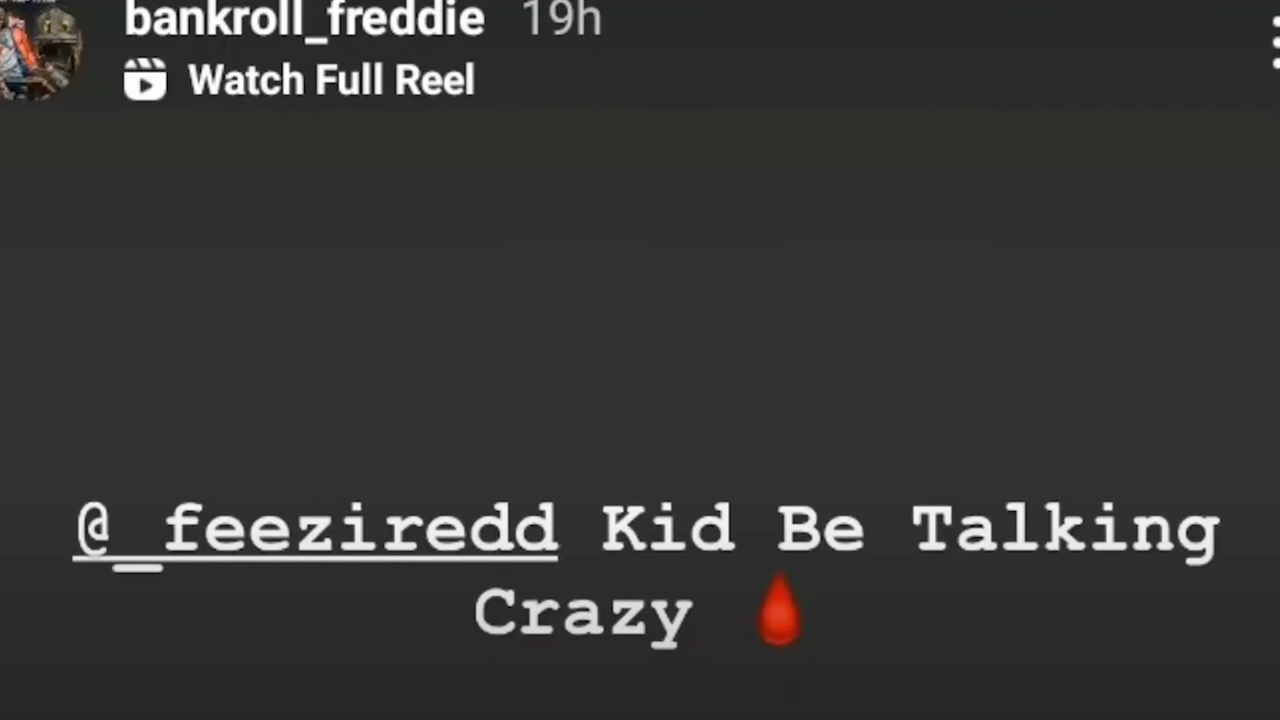 bankroll_freddie 19h
Watch Full Reel
@_feeziredd Kid Be Talking
Crazy 🩸